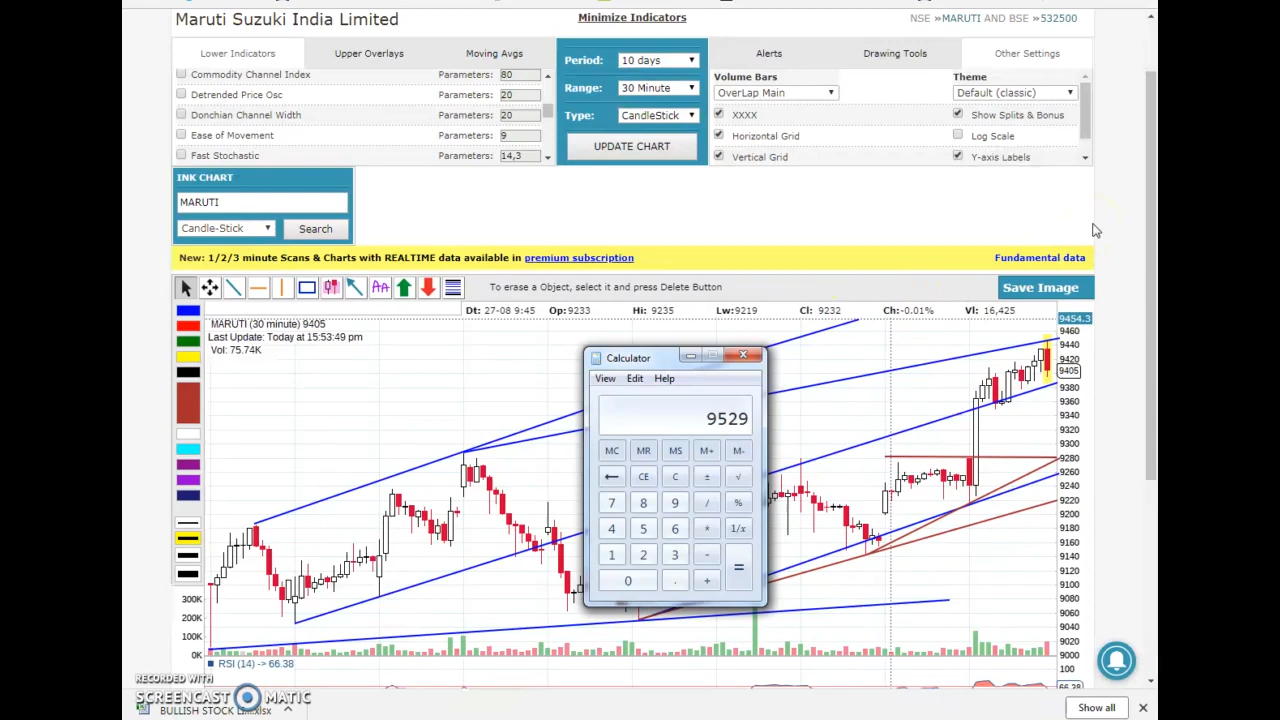 Maruti Suzuki India Limited
Minimize Indicators
NSE »MARUTI AND BSE »532500
Lower Indicators
Upper Overlays
Moving Avgs
Commodity Channel Index Parameters: 80
Detrended Price Osc Parameters: 20
Donchian Channel Width Parameters: 20
Ease of Movement Parameters: 9
Fast Stochastic Parameters: 14,3
Period: 10 days
Range: 30 Minute
Type: CandleStick
UPDATE CHART
Alerts
Drawing Tools
Other Settings
Volume Bars
OverLap Main
XXXX
Horizontal Grid
Vertical Grid
Theme
Default (classic)
Show Splits & Bonus
Log Scale
Y-axis Labels
INK CHART
MARUTI
Candle-Stick
Search
New: 1/2/3 minute Scans & Charts with REALTIME data available in premium subscription
Fundamental data
To erase a Object, select it and press Delete Button
Save Image
Dt: 27-08 9:45 Op:9233 Hi: 9235 Lw:9219 Cl: 9232 Ch:-0.01% Vl: 16,425
MARUTI (30 minute) 9405
Last Update: Today at 15:53:49 pm
Vol: 75.74K
9454.3
9460
9440
9420
9405
9380
9360
9340
9320
9300
9280
9260
9240
9220
9200
9180
9160
9140
9120
9100
9080
9060
9040
9020
9000
Calculator
View Edit Help
9529
MC MR MS M+ M-
← CE C ± √
7 8 9 / %
4 5 6 * 1/x
1 2 3 - =
0 . +
300K
200K
100K
0K
RSI (14) -> 66.38
100
66.38
RECORDED WITH
SCREENCAST MATIC
Show all